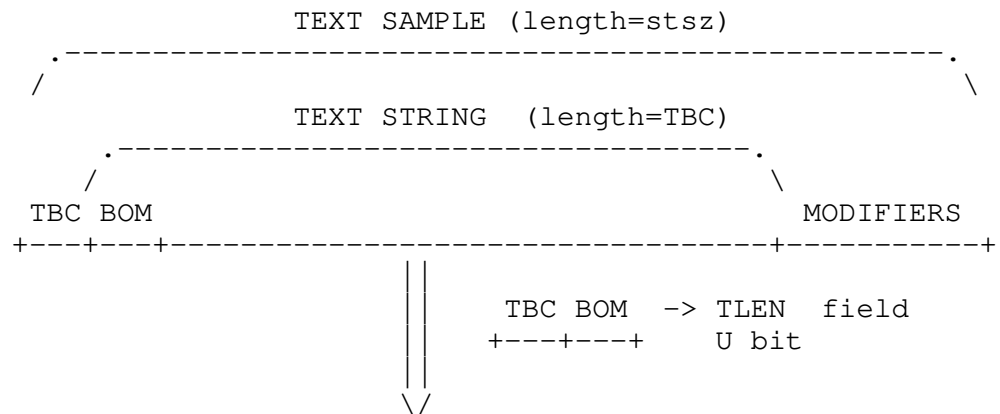 TEXT SAMPLE (length=stsz)
TEXT STRING (length=TBC)
TBC BOM MODIFIERS
TBC BOM -> TLEN field
U bit